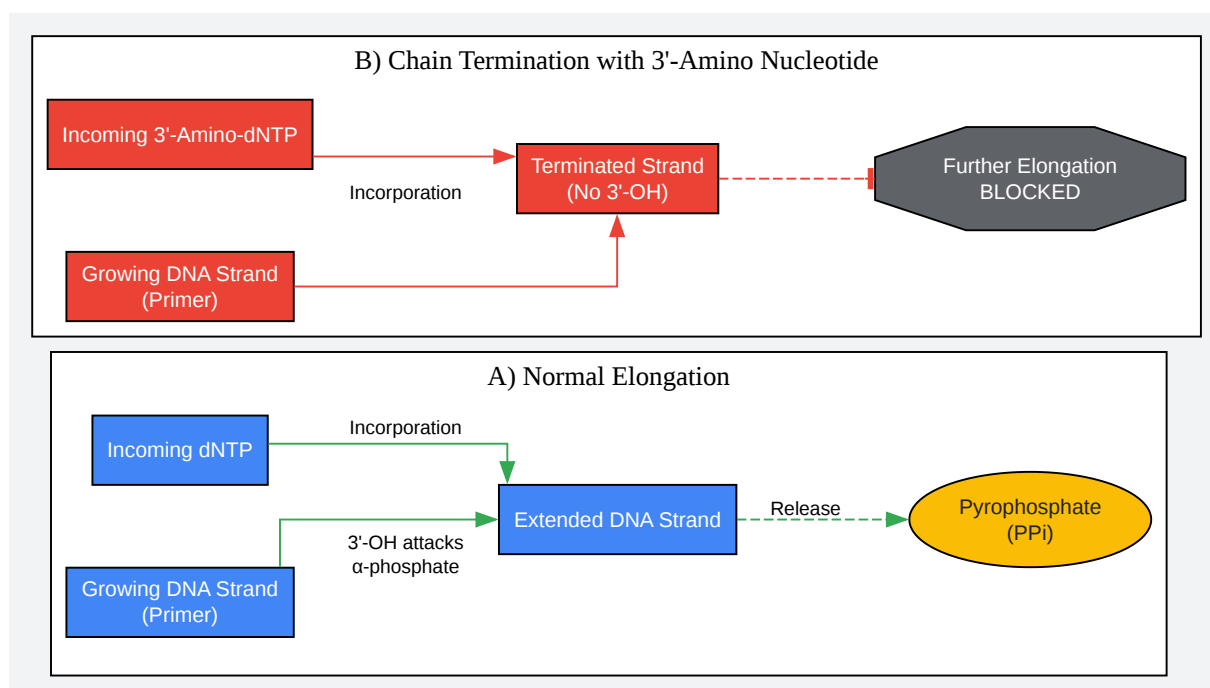 B) Chain Termination with 3'-Amino Nucleotide
Incoming 3'-Amino-dNTP
Incorporation
Terminated Strand
(No 3'-OH)
Further Elongation
BLOCKED
Growing DNA Strand
(Primer)
A) Normal Elongation
Incoming dNTP
Incorporation
Extended DNA Strand
Release
Pyrophosphate
(PPi)
3'-OH attacks
α-phosphate
Growing DNA Strand
(Primer)